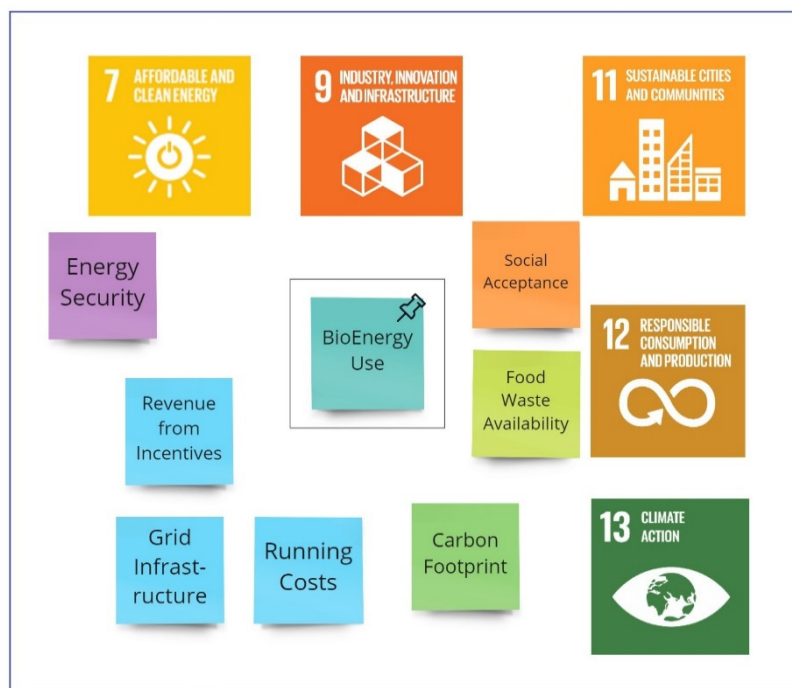 7 AFFORDABLE AND
CLEAN ENERGY
9 INDUSTRY, INNOVATION
AND INFRASTRUCTURE
11 SUSTAINABLE CITIES
AND COMMUNITIES
Energy
Security
BioEnergy
Use
Social
Acceptance
12 RESPONSIBLE
CONSUMPTION
AND PRODUCTION
Revenue
from
Incentives
Food
Waste
Availability
Grid
Infrast-
ructure
Running
Costs
Carbon
Footprint
13 CLIMATE
ACTION